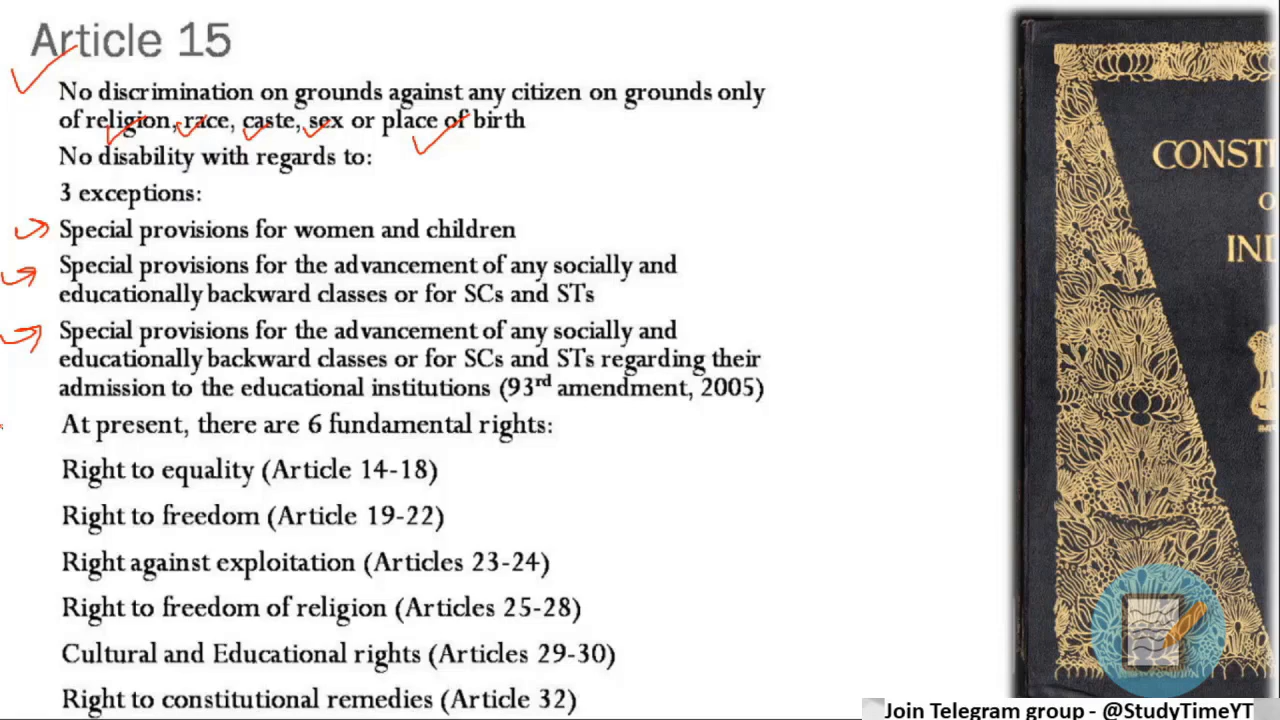 Article 15
No discrimination on grounds against any citizen on grounds only
of religion, race, caste, sex or place of birth
No disability with regards to:
3 exceptions:
Special provisions for women and children
Special provisions for the advancement of any socially and
educationally backward classes or for SCs and STs
Special provisions for the advancement of any socially and
educationally backward classes or for SCs and STs regarding their
admission to the educational institutions (93rd amendment, 2005)
At present, there are 6 fundamental rights:
Right to equality (Article 14-18)
Right to freedom (Article 19-22)
Right against exploitation (Articles 23-24)
Right to freedom of religion (Articles 25-28)
Cultural and Educational rights (Articles 29-30)
Right to constitutional remedies (Article 32)
CONSTI
O
IND
Join Telegram group - @StudyTimeYT